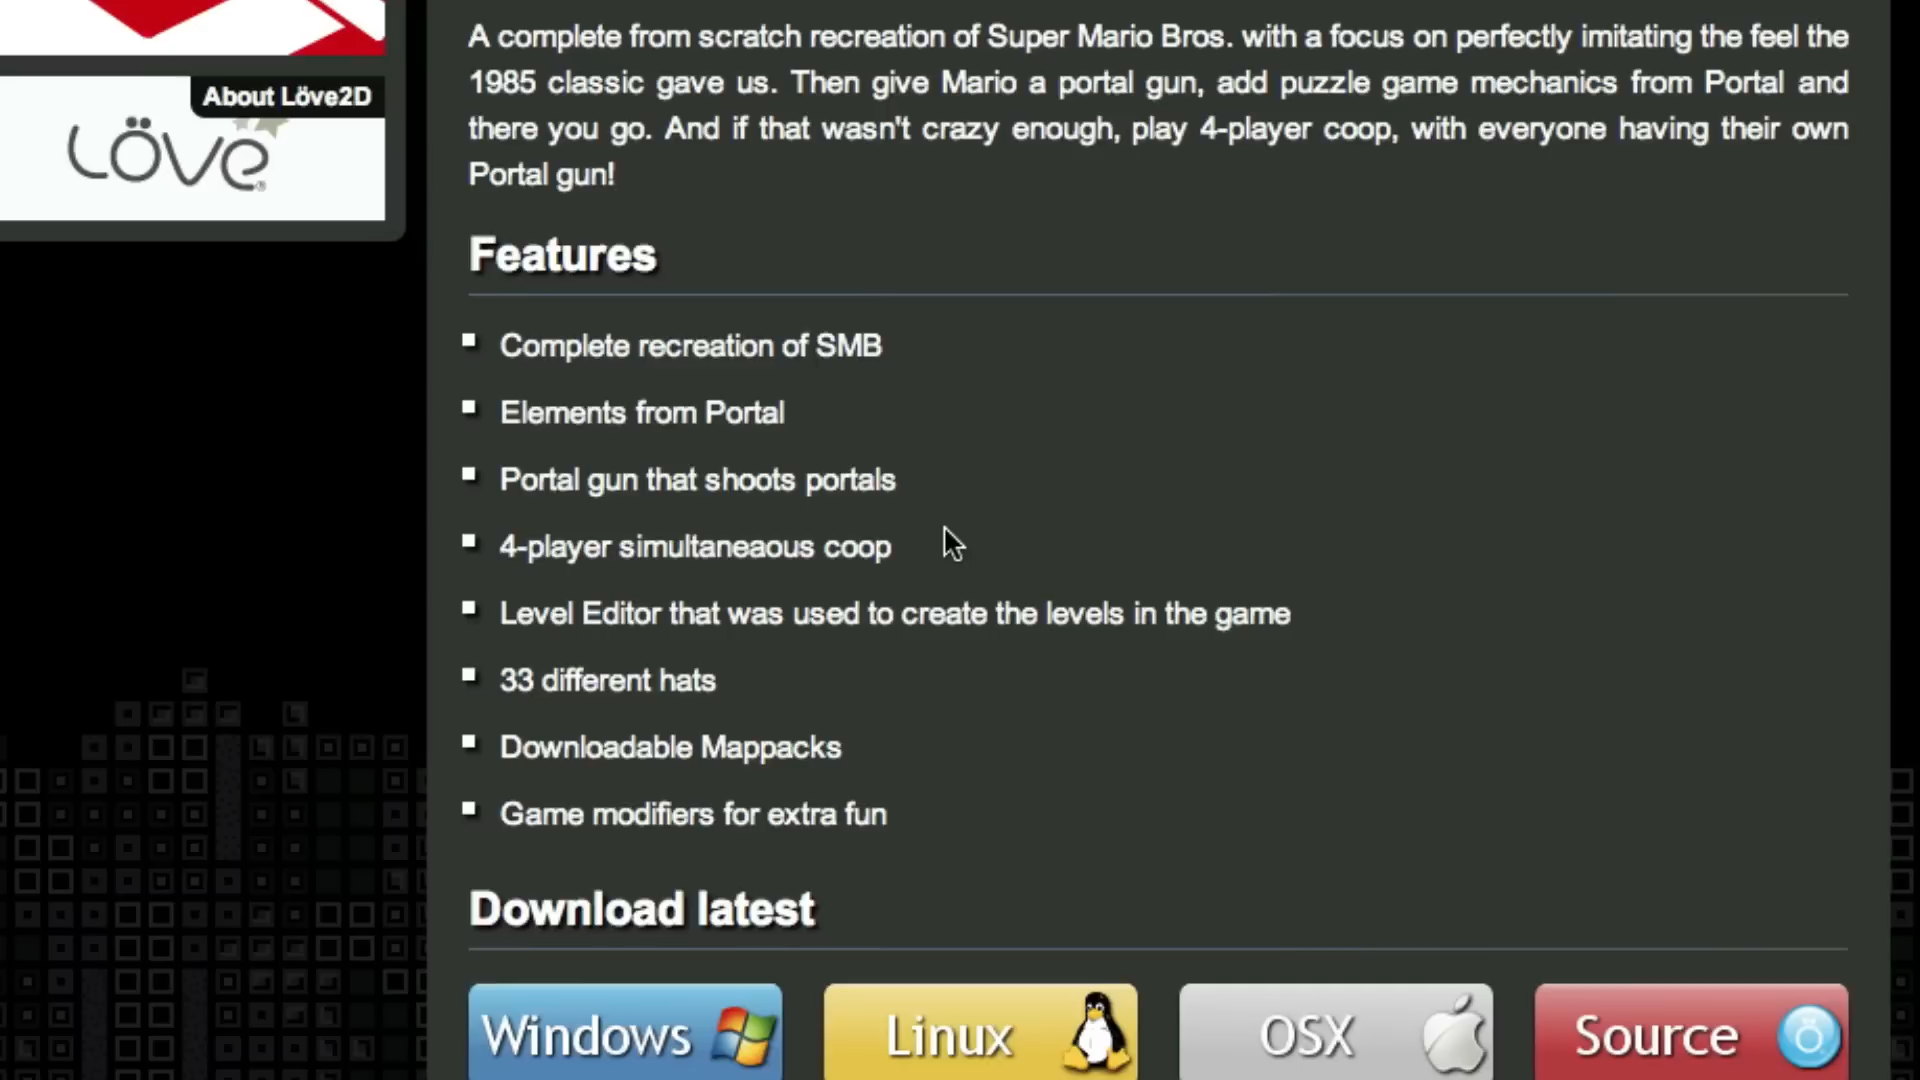 About Löve2D
LÖVe
A complete from scratch recreation of Super Mario Bros. with a focus on perfectly imitating the feel the
1985 classic gave us. Then give Mario a portal gun, add puzzle game mechanics from Portal and
there you go. And if that wasn't crazy enough, play 4-player coop, with everyone having their own
Portal gun!
Features
Complete recreation of SMB
Elements from Portal
Portal gun that shoots portals
4-player simultaneaous coop
Level Editor that was used to create the levels in the game
33 different hats
Downloadable Mappacks
Game modifiers for extra fun
Download latest
Windows
Linux
OSX
Source